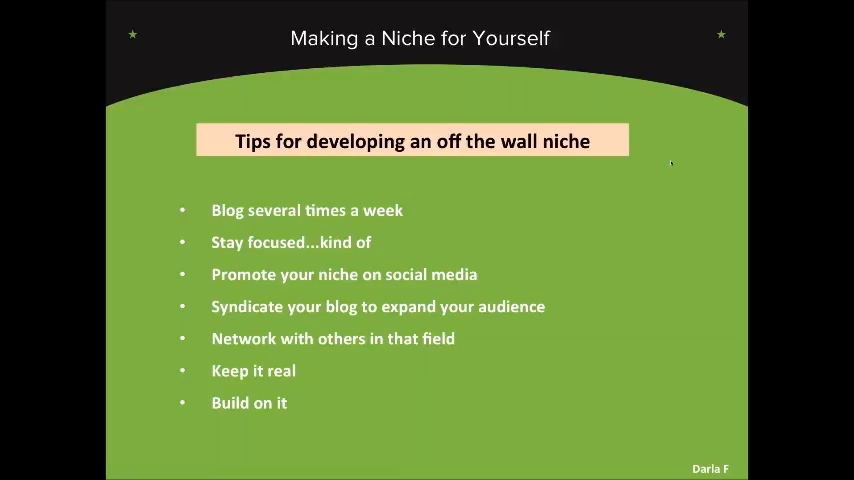 Making a Niche for Yourself
Tips for developing an off the wall niche
• Blog several times a week
• Stay focused...kind of
• Promote your niche on social media
• Syndicate your blog to expand your audience
• Network with others in that field
• Keep it real
• Build on it
Darla F